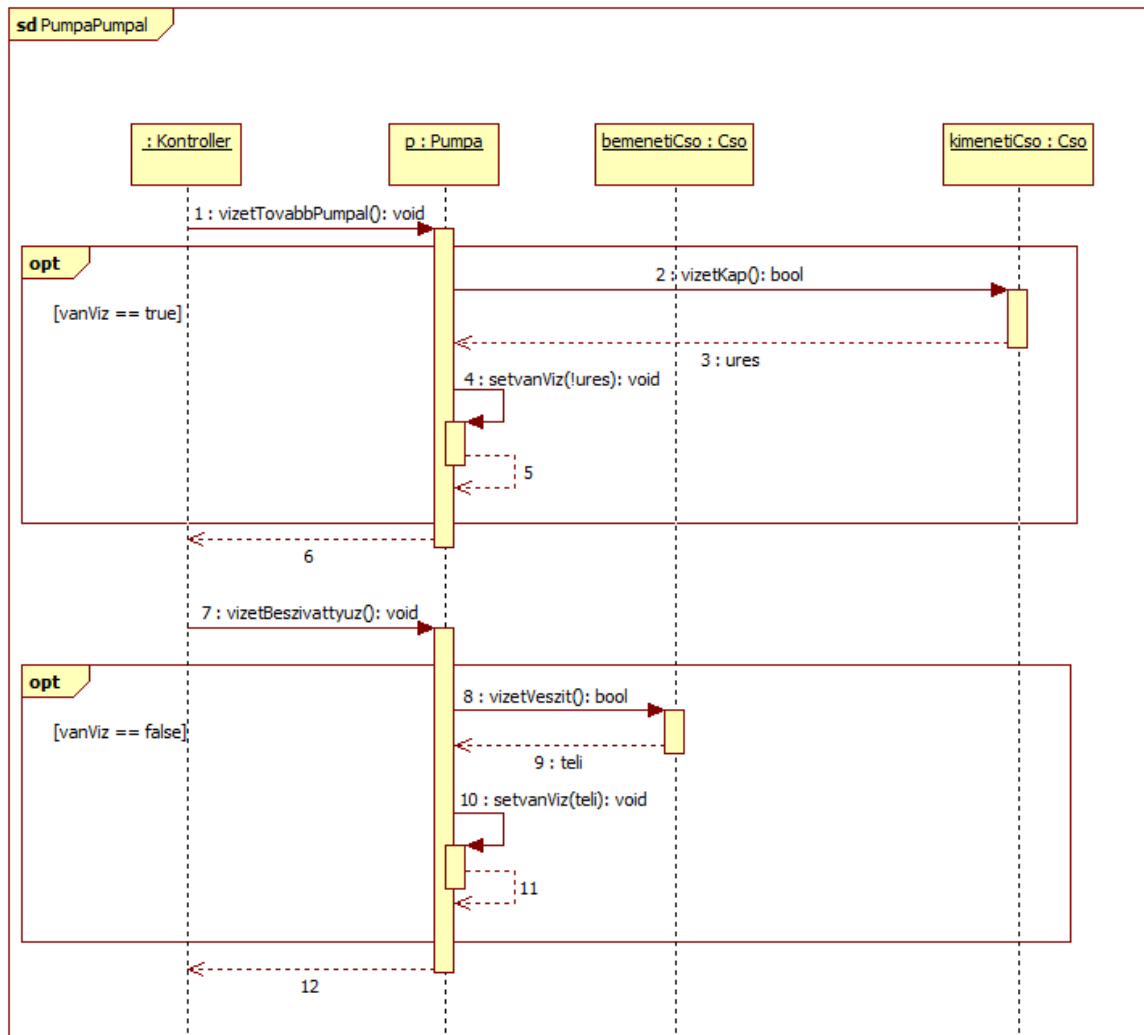 sd PumpaPumpal
: Kontroller
p : Pumpa
bemenetiCso : Cso
kimenetiCso : Cso
1 : vizetTovabbPumpal(): void
opt
2 : vizetKap(): bool
[vanViz == true]
3 : ures
4 : setvanViz(!ures): void
5
6
7 : vizetBeszivattyuz(): void
opt
8 : vizetVeszit(): bool
[vanViz == false]
9 : teli
10 : setvanViz(teli): void
11
12